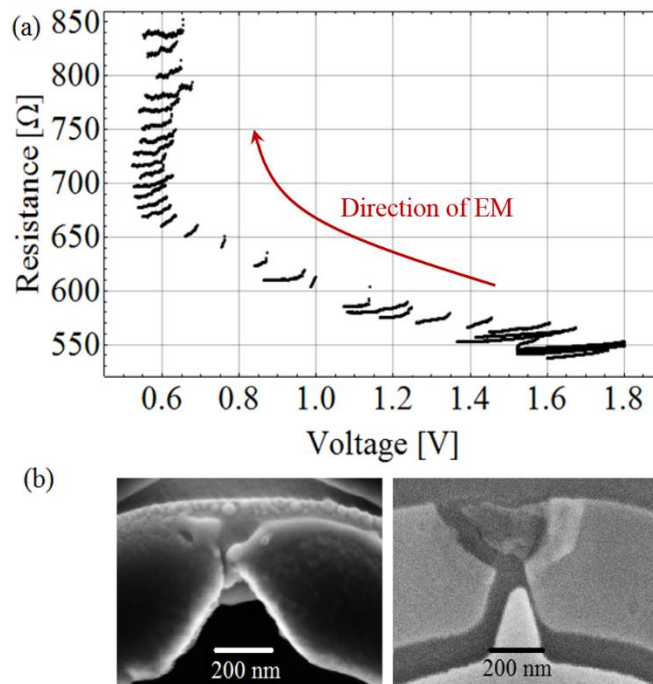 (a)
850
800
750
700
650
600
550
Resistance [Ω]
Direction of EM
0.6 0.8 1.0 1.2 1.4 1.6 1.8
Voltage [V]
(b)
200 nm
200 nm